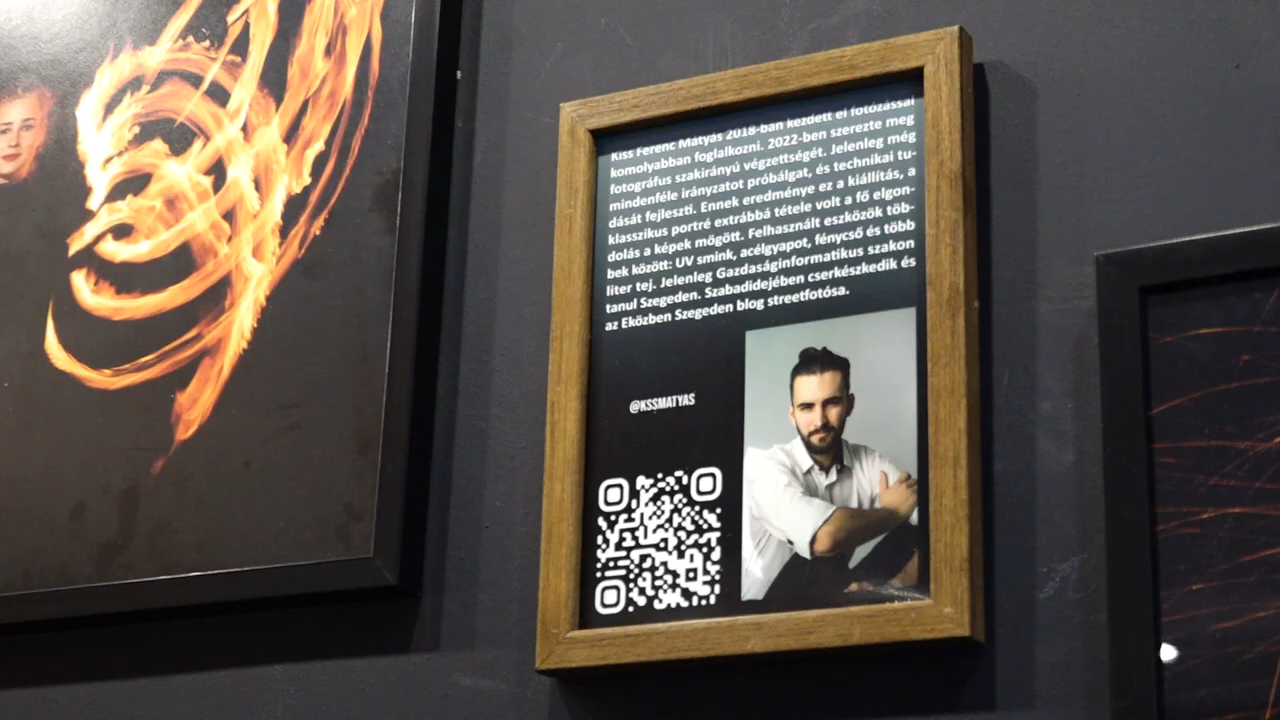 Kiss Ferenc Mátyás 2018-ban kezdett el fotózással
komolyabban foglalkozni. 2022-ben szerezte meg
fotográfus szakirányú végzettségét. Jelenleg még
mindenféle irányzatot próbálgat, és technikai tu-
dását fejleszti. Ennek eredménye ez a kiállítás, a
klasszikus portré extrábbá tétele volt a fő elgon-
dolás a képek mögött. Felhasznált eszközök töb-
bek között: UV smink, acélgyapot, fénycső és több
liter tej. Jelenleg Gazdaságinformatikus szakon
tanul Szegeden. Szabadidejében cserkészkedik és
az Eközben Szegeden blog streetfotósa.
@KSSMATYAS